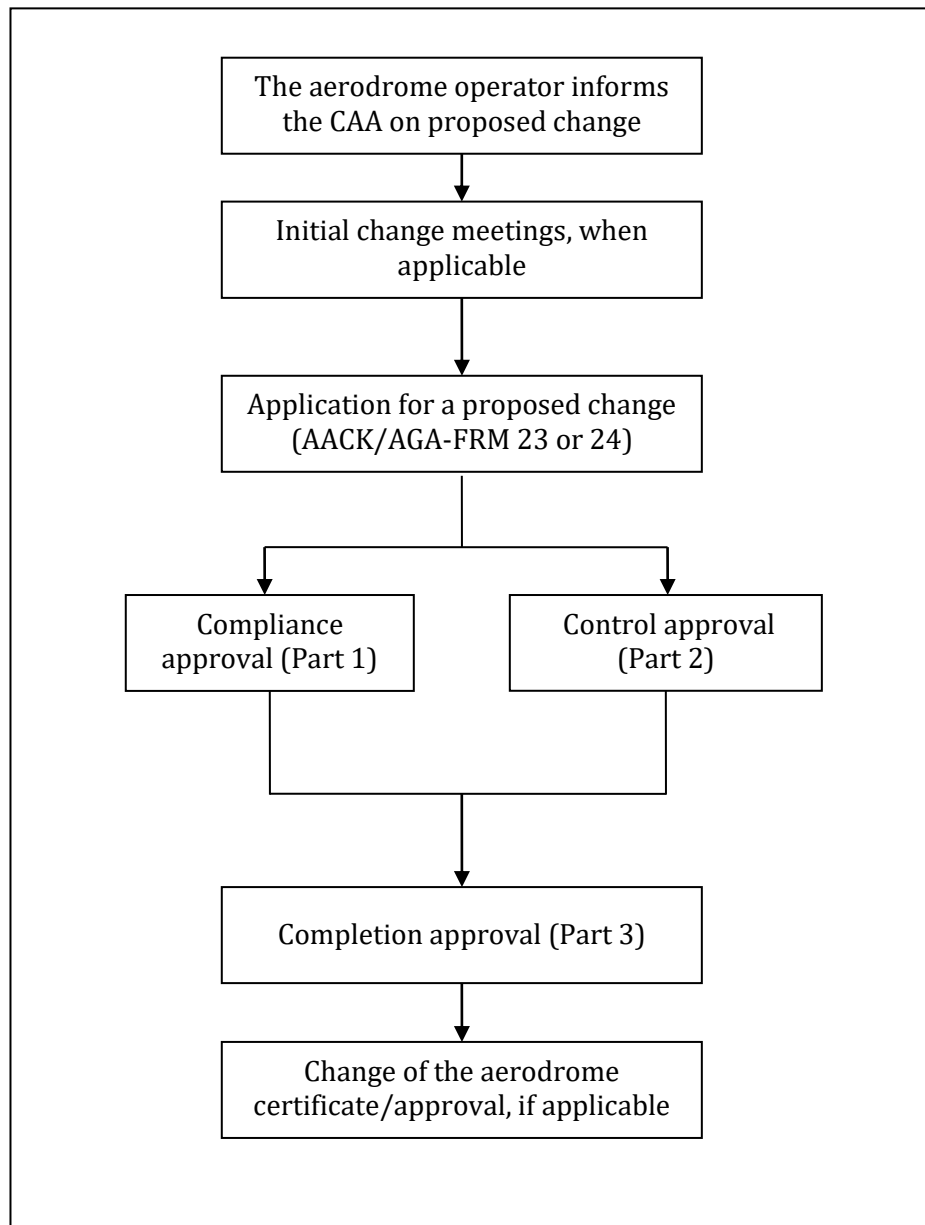 The aerodrome operator informs
the CAA on proposed change
Initial change meetings, when
applicable
Application for a proposed change
(AACK/AGA-FRM 23 or 24)
Compliance
approval (Part 1)
Control approval
(Part 2)
Completion approval (Part 3)
Change of the aerodrome
certificate/approval, if applicable